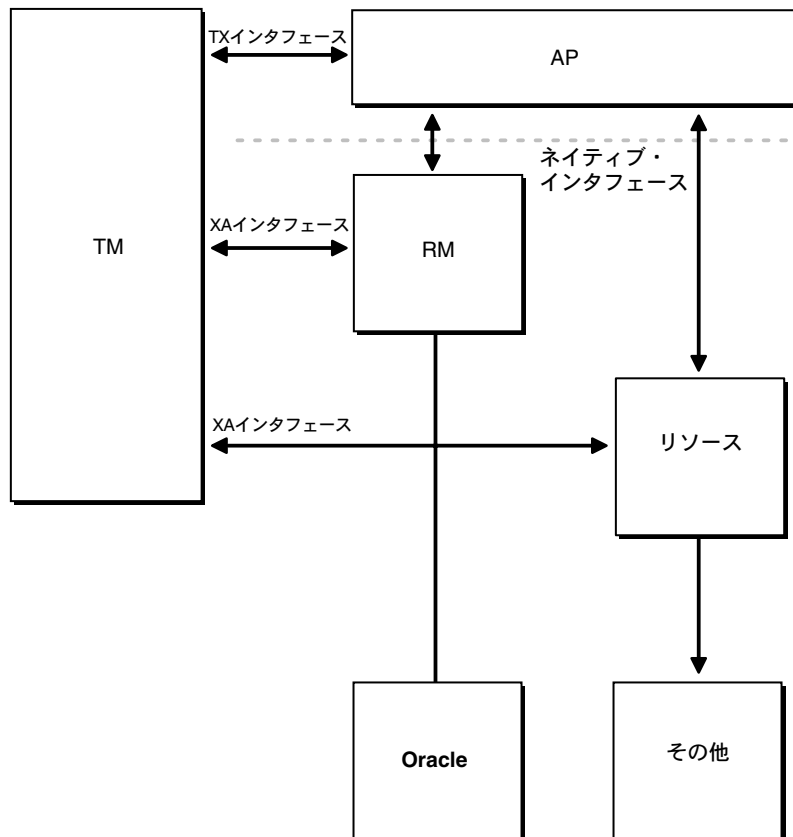 TXインタフェース
AP
ネイティブ・
インタフェース
XAインタフェース
TM
RM
XAインタフェース
リソース
Oracle
その他